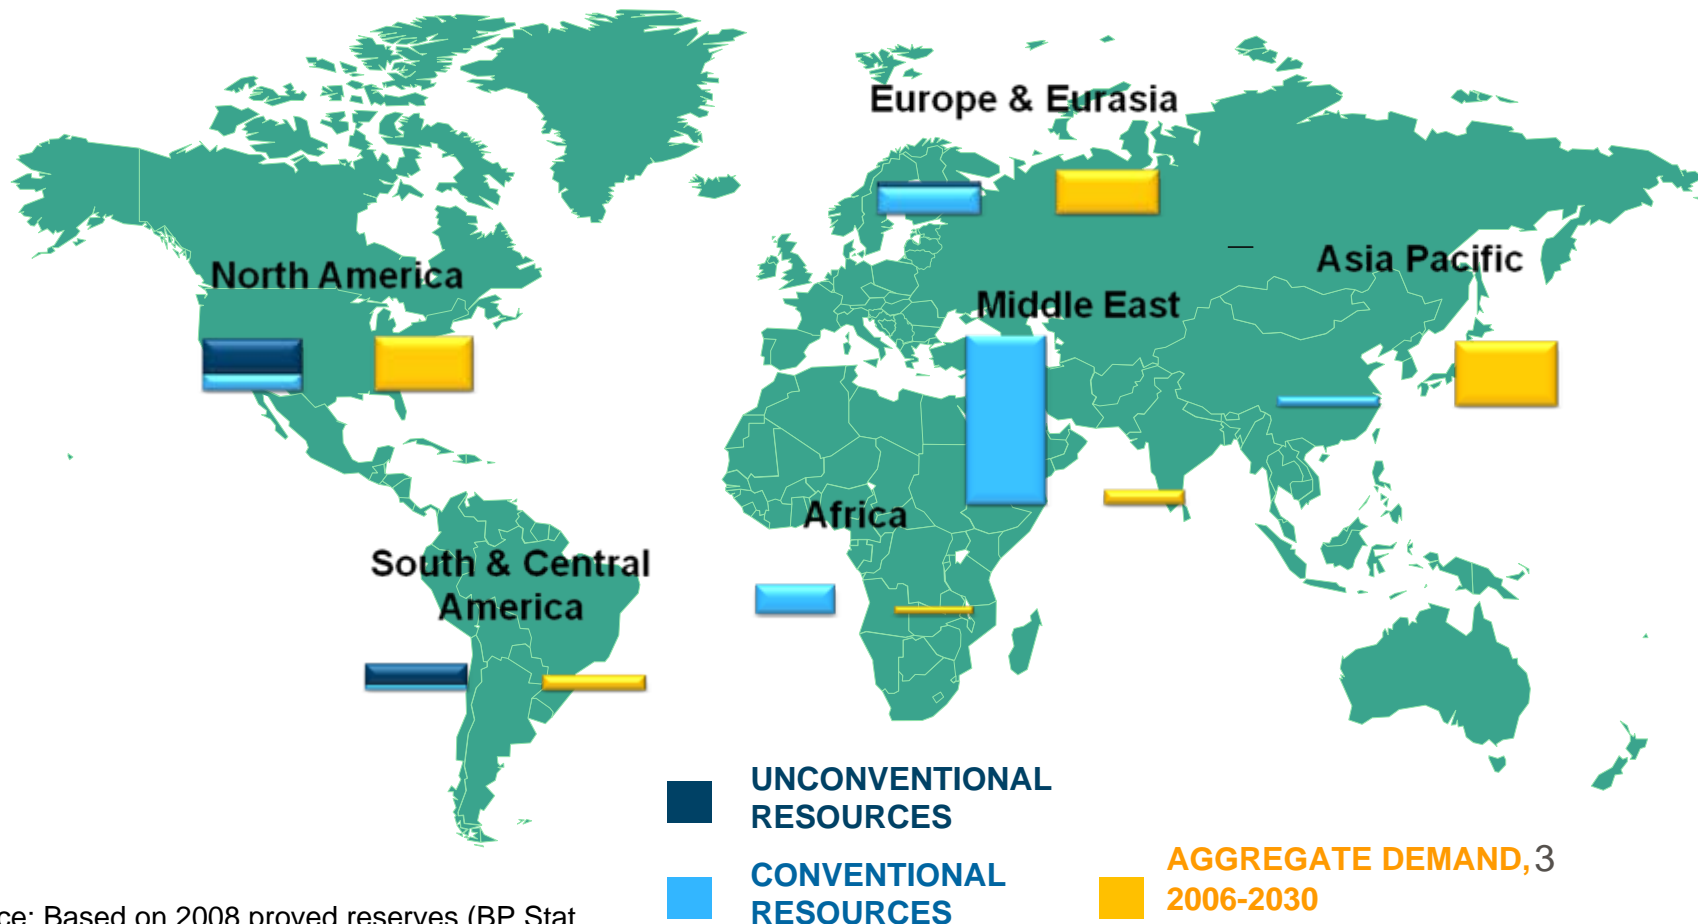 Europe & Eurasia
Asia Pacific
North America
Middle East
Africa
South & Central
America
UNCONVENTIONAL
RESOURCES
CONVENTIONAL
RESOURCES
AGGREGATE DEMAND, 3
2006-2030
ce: Based on 2008 proved reserves (BP Stat